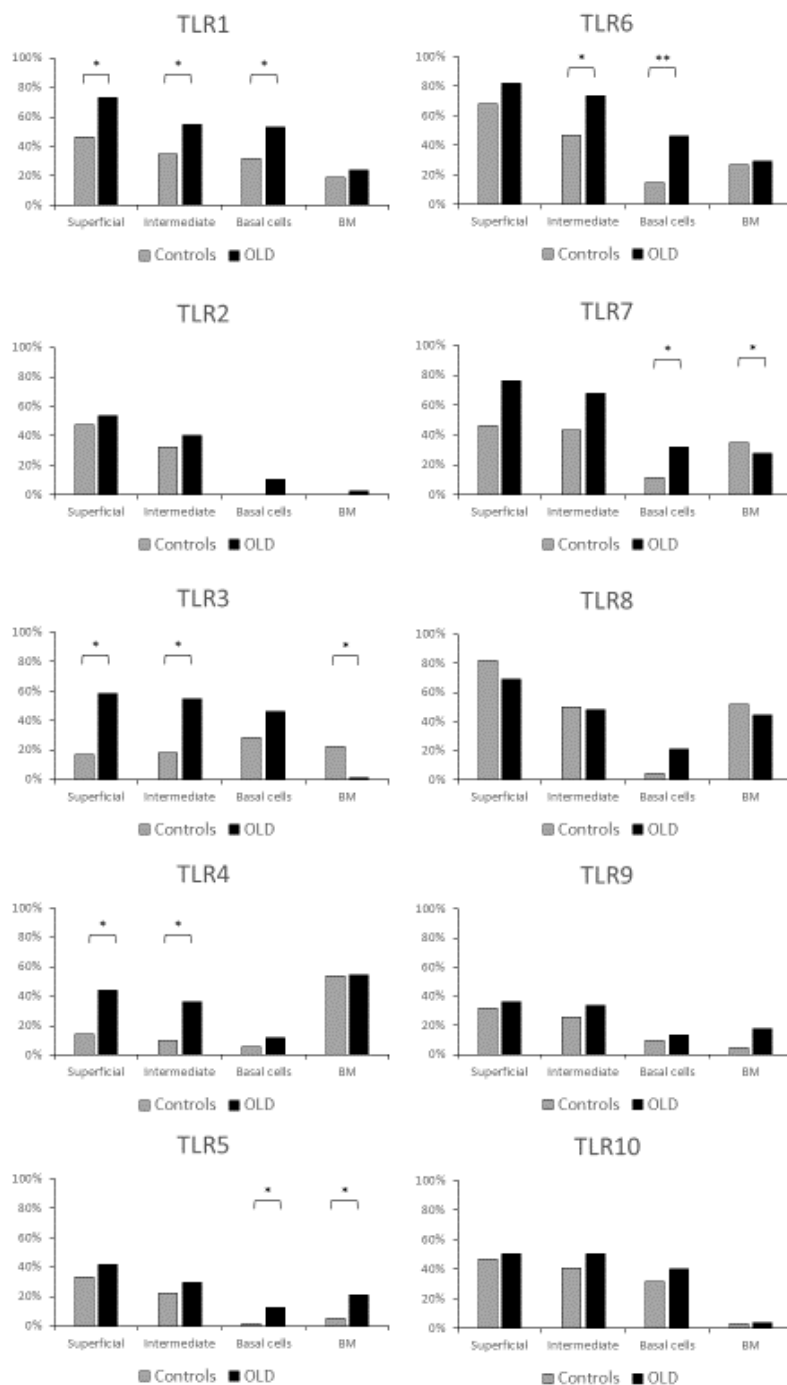 TLR1
* * *
100%
80%
60%
40%
20%
0%
Superficial Intermediate Basal cells BM
Controls OLD
TLR6
* **
100%
80%
60%
40%
20%
0%
Superficial Intermediate Basal cells BM
Controls OLD
TLR2
100%
80%
60%
40%
20%
0%
Superficial Intermediate Basal cells BM
Controls OLD
TLR7
* *
100%
80%
60%
40%
20%
0%
Superficial Intermediate Basal cells BM
Controls OLD
TLR3
* * *
100%
80%
60%
40%
20%
0%
Superficial Intermediate Basal cells BM
Controls OLD
TLR8
100%
80%
60%
40%
20%
0%
Superficial Intermediate Basal cells BM
Controls OLD
TLR4
* *
100%
80%
60%
40%
20%
0%
Superficial Intermediate Basal cells BM
Controls OLD
TLR9
100%
80%
60%
40%
20%
0%
Superficial Intermediate Basal cells BM
Controls OLD
TLR5
* *
100%
80%
60%
40%
20%
0%
Superficial Intermediate Basal cells BM
Controls OLD
TLR10
100%
80%
60%
40%
20%
0%
Superficial Intermediate Basal cells BM
Controls OLD